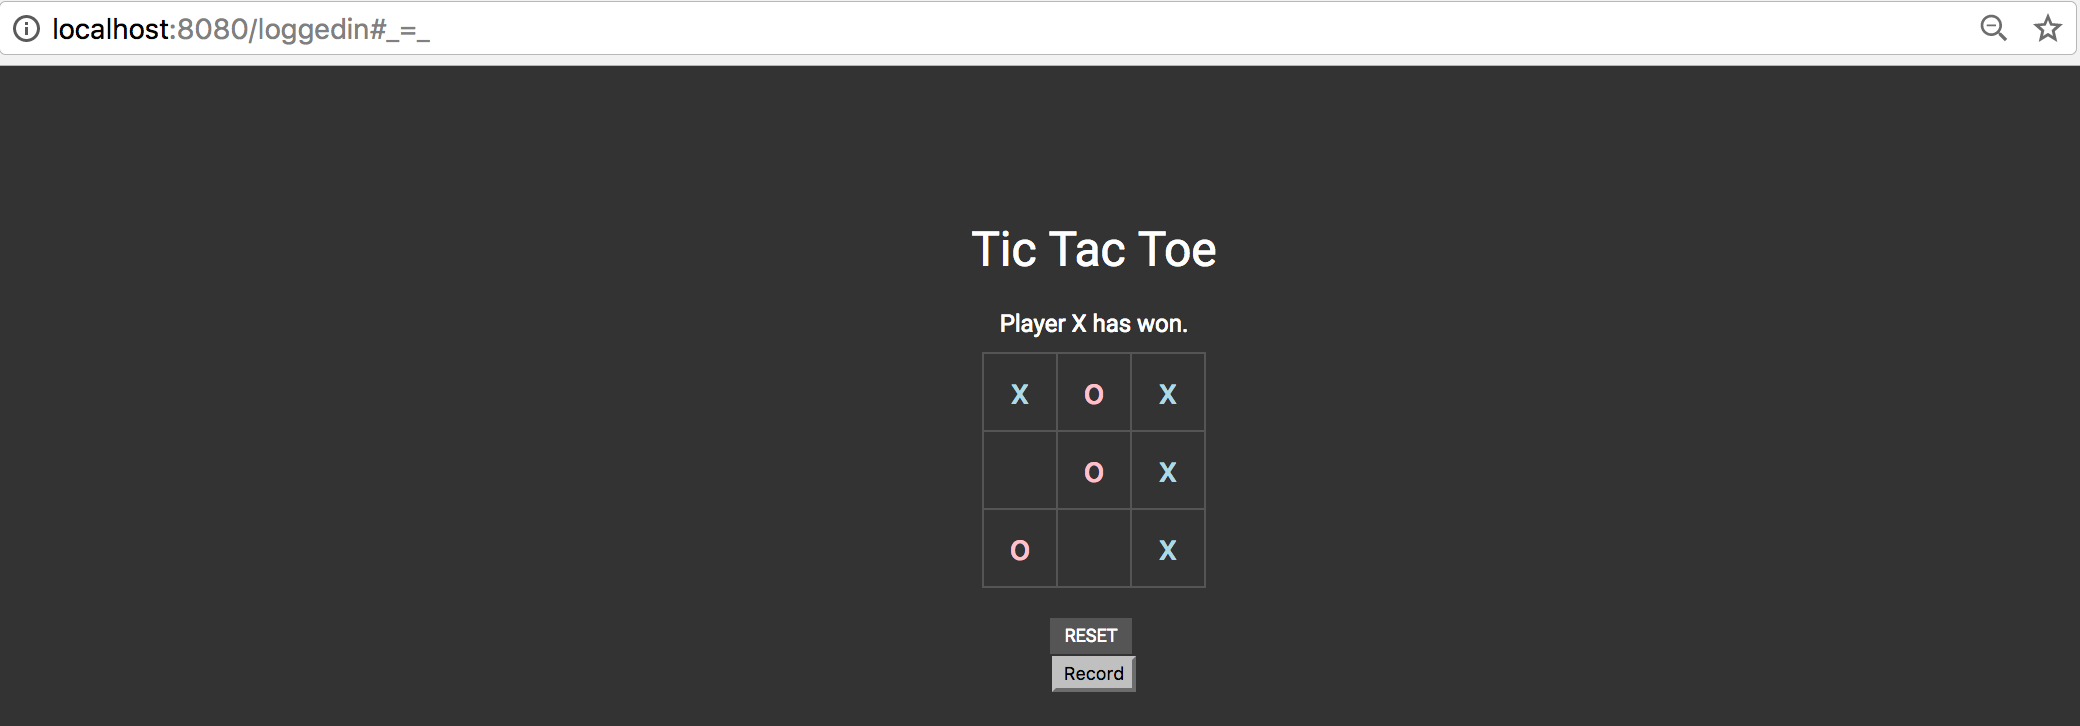 localhost:8080/loggedin#_=_
Tic Tac Toe
Player X has won.
X O X
O X
O X
RESET
Record